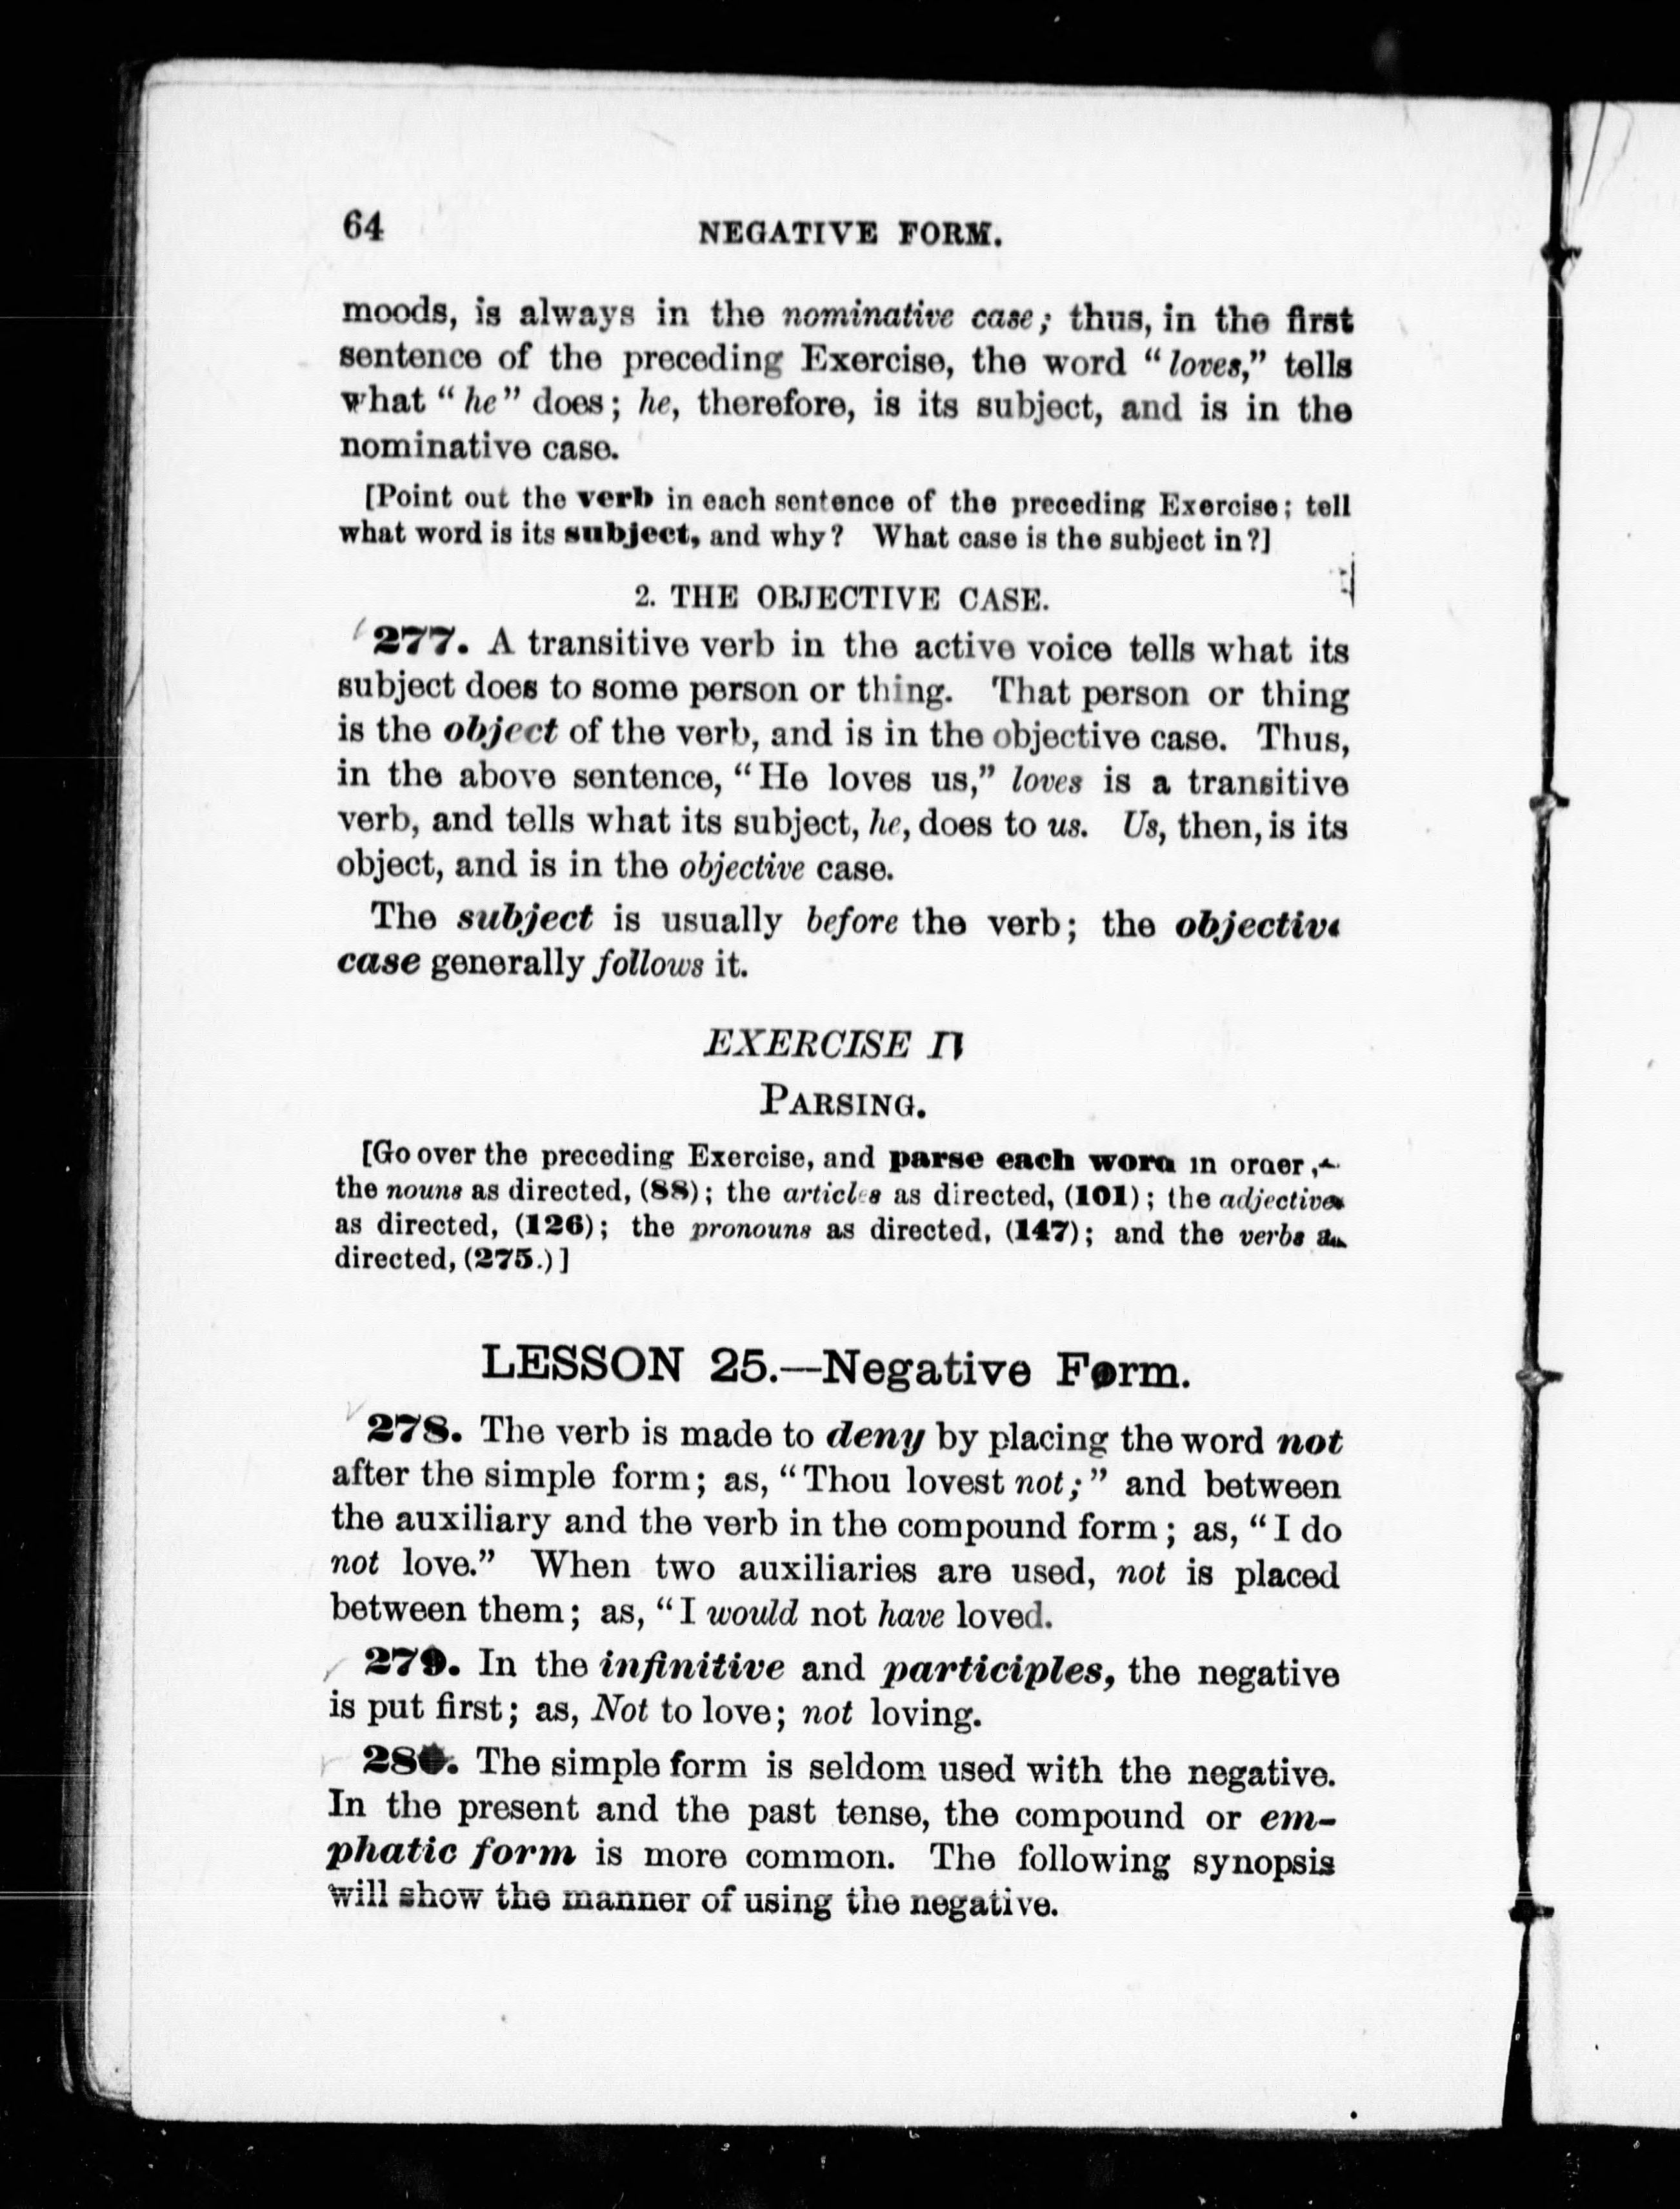 64 NEGATIVE FORM.
moods, is always in the nominative case; thus, in the first
sentence of the preceding Exercise, the word "loves," tells
what "he" does; he, therefore, is its subject, and is in the
nominative case.
[Point out the verb in each sentence of the preceding Exercise; tell
what word is its subject, and why? What case is the subject in?]
2. THE OBJECTIVE CASE.
277. A transitive verb in the active voice tells what its
subject does to some person or thing. That person or thing
is the object of the verb, and is in the objective case. Thus,
in the above sentence, "He loves us," loves is a transitive
verb, and tells what its subject, he, does to us. Us, then, is its
object, and is in the objective case.
The subject is usually before the verb; the objective
case generally follows it.
EXERCISE
PARSING.
[Go over the preceding Exercise, and parse each word in order,
the nouns as directed, (88); the articles as directed, (101); the adjectives
as directed, (126); the pronouns as directed, (147); and the verbs as
directed, (275.)]
LESSON 25.—Negative Form.
278. The verb is made to deny by placing the word not
after the simple form; as, "Thou lovest not;" and between
the auxiliary and the verb in the compound form; as, "I do
not love." When two auxiliaries are used, not is placed
between them; as, "I would not have loved.
279. In the infinitive and participles, the negative
is put first; as, Not to love; not loving.
280. The simple form is seldom used with the negative.
In the present and the past tense, the compound or em-
phatic form is more common. The following synopsis
will show the manner of using the negative.